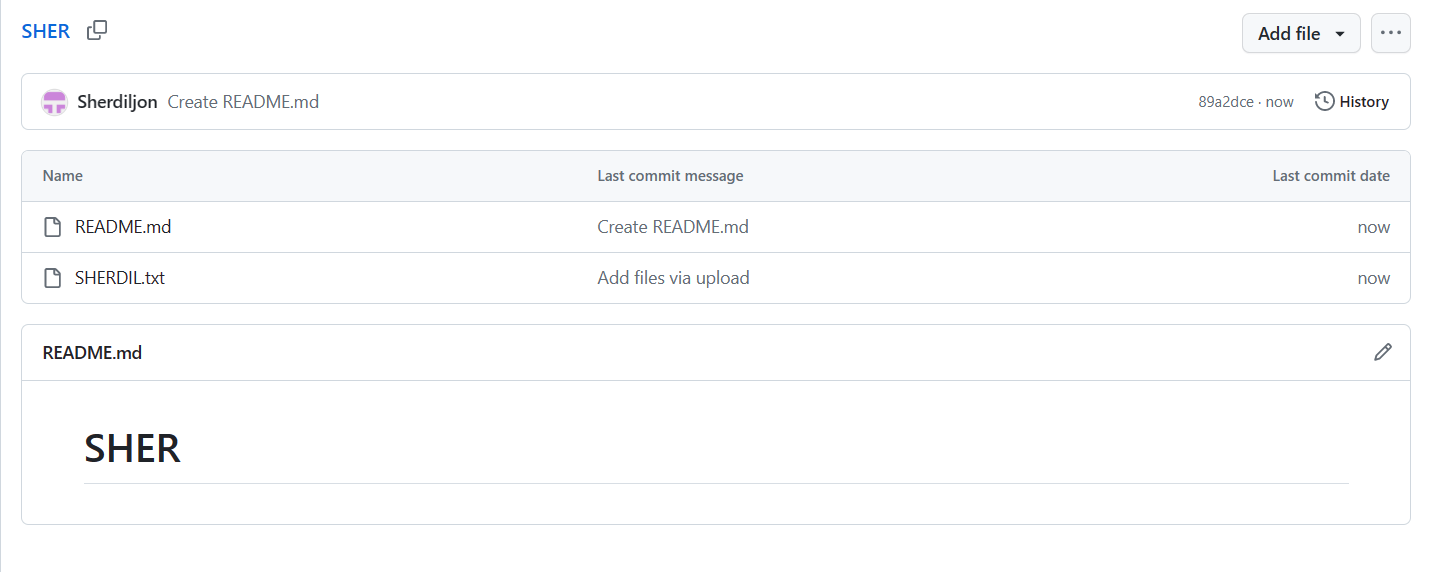 SHER
Add file
Sherdiljon Create README.md 89a2dce · now History
Name Last commit message Last commit date
README.md Create README.md now
SHERDIL.txt Add files via upload now
README.md
SHER